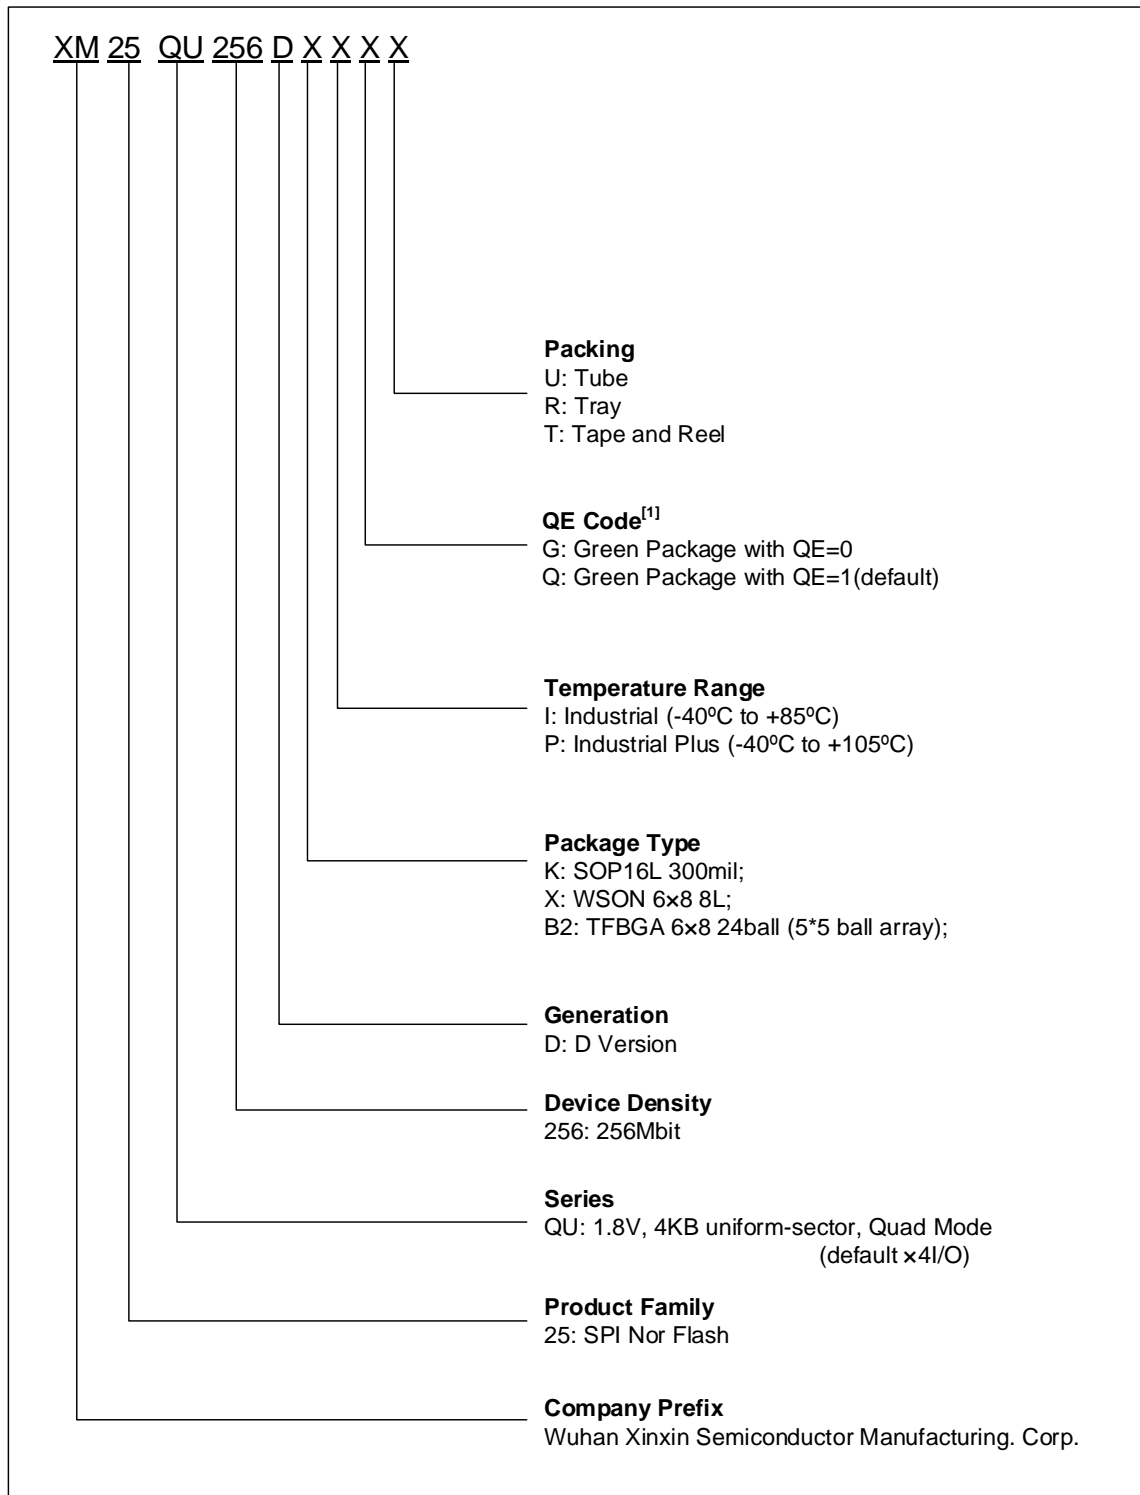 XM 25 QU 256 D X X X X
Packing
U: Tube
R: Tray
T: Tape and Reel
QE Code[1]
G: Green Package with QE=0
Q: Green Package with QE=1(default)
Temperature Range
I: Industrial (-40ºC to +85ºC)
P: Industrial Plus (-40ºC to +105ºC)
Package Type
K: SOP16L 300mil;
X: WSON 6×8 8L;
B2: TFBGA 6×8 24ball (5*5 ball array);
Generation
D: D Version
Device Density
256: 256Mbit
Series
QU: 1.8V, 4KB uniform-sector, Quad Mode
(default ×4I/O)
Product Family
25: SPI Nor Flash
Company Prefix
Wuhan Xinxin Semiconductor Manufacturing. Corp.